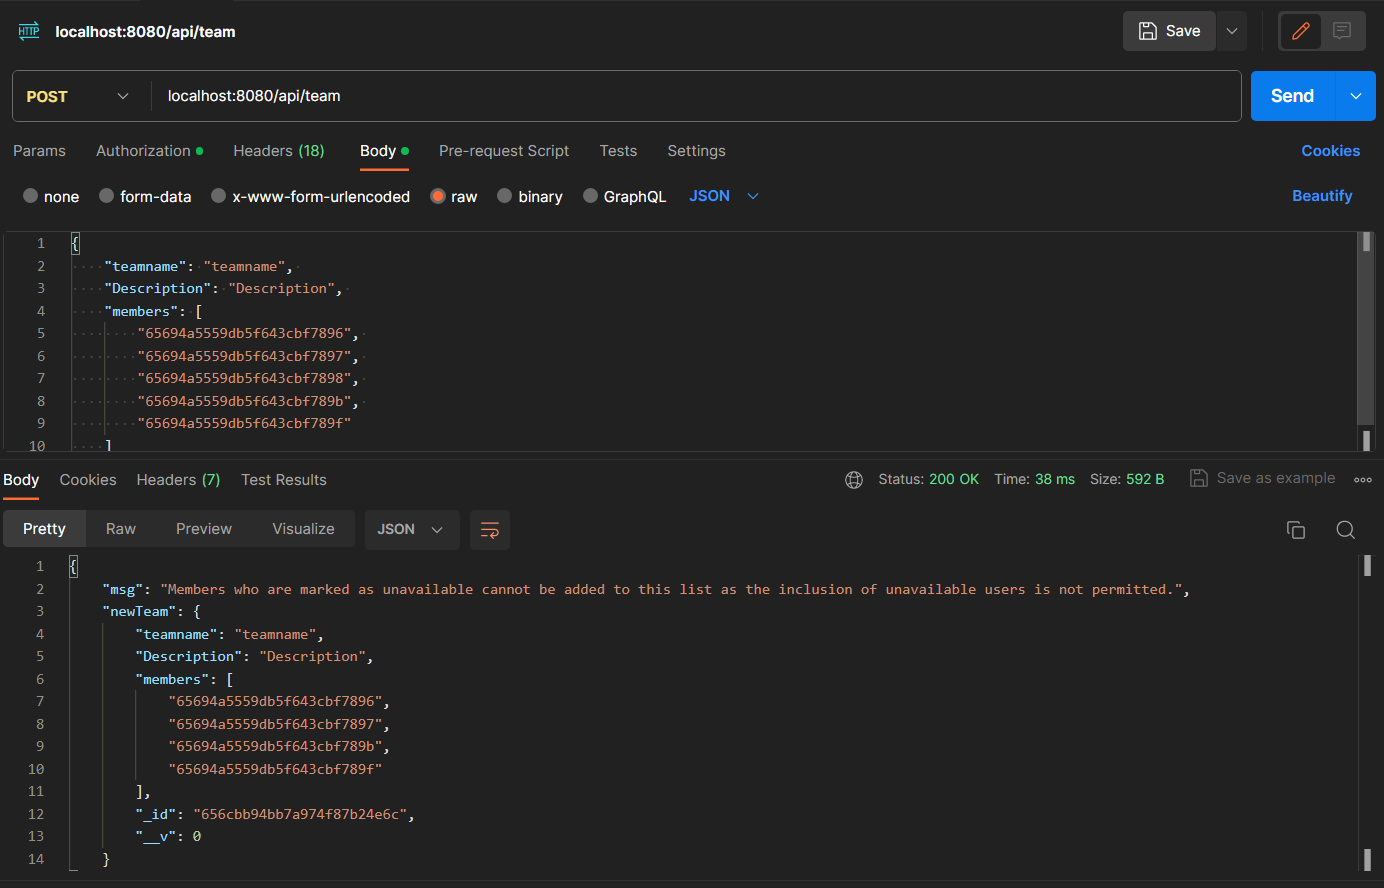 HTTP localhost:8080/api/team Save
POST localhost:8080/api/team Send
Params Authorization Headers (18) Body Pre-request Script Tests Settings Cookies
none form-data x-www-form-urlencoded raw binary GraphQL JSON Beautify
1 {
2 "teamname": "teamname",
3 "Description": "Description",
4 "members": [
5 "65694a5559db5f643cbf7896",
6 "65694a5559db5f643cbf7897",
7 "65694a5559db5f643cbf7898",
8 "65694a5559db5f643cbf789b",
9 "65694a5559db5f643cbf789f"
10 ]
Body Cookies Headers (7) Test Results Status: 200 OK Time: 38 ms Size: 592 B Save as example
Pretty Raw Preview Visualize JSON
1 {
2 "msg": "Members who are marked as unavailable cannot be added to this list as the inclusion of unavailable users is not permitted.",
3 "newTeam": {
4 "teamname": "teamname",
5 "Description": "Description",
6 "members": [
7 "65694a5559db5f643cbf7896",
8 "65694a5559db5f643cbf7897",
9 "65694a5559db5f643cbf789b",
10 "65694a5559db5f643cbf789f"
11 ],
12 "_id": "656cbb94bb7a974f87b24e6c",
13 "__v": 0
14 }